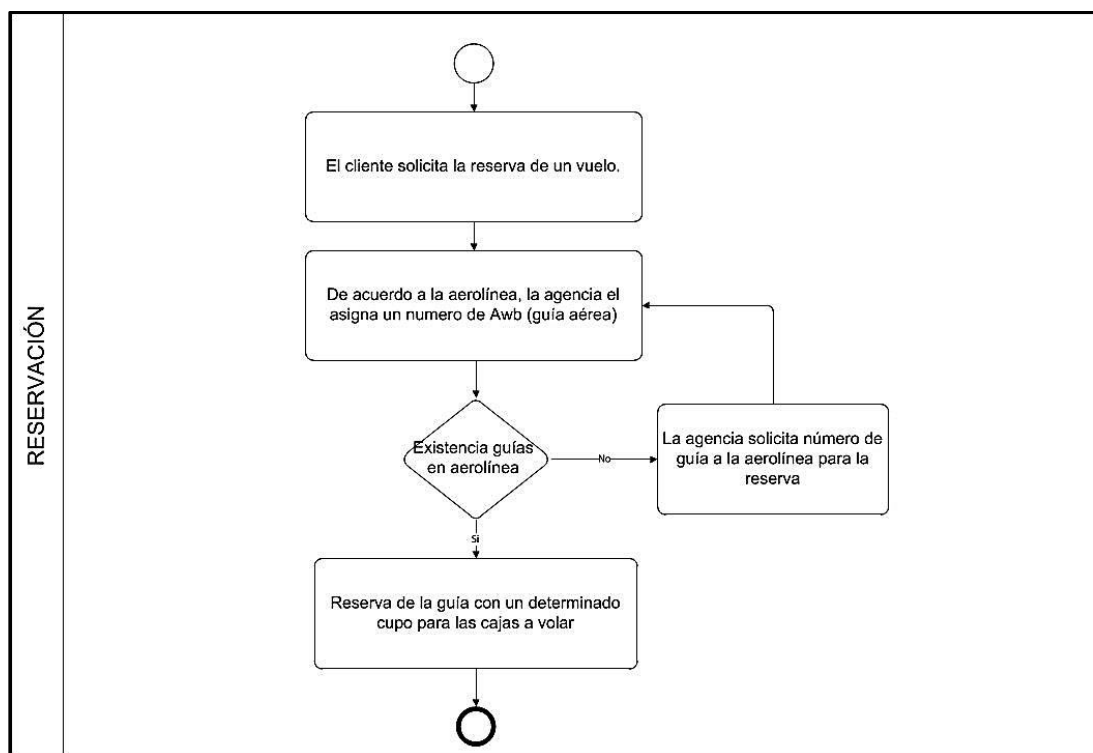 RESERVACIÓN
El cliente solicita la reserva de un vuelo.
De acuerdo a la aerolínea, la agencia el
asigna un numero de Awb (guía aérea)
Existencia guías
en aerolínea
No
La agencia solicita número de
guía a la aerolínea para la
reserva
Si
Reserva de la guía con un determinado
cupo para las cajas a volar